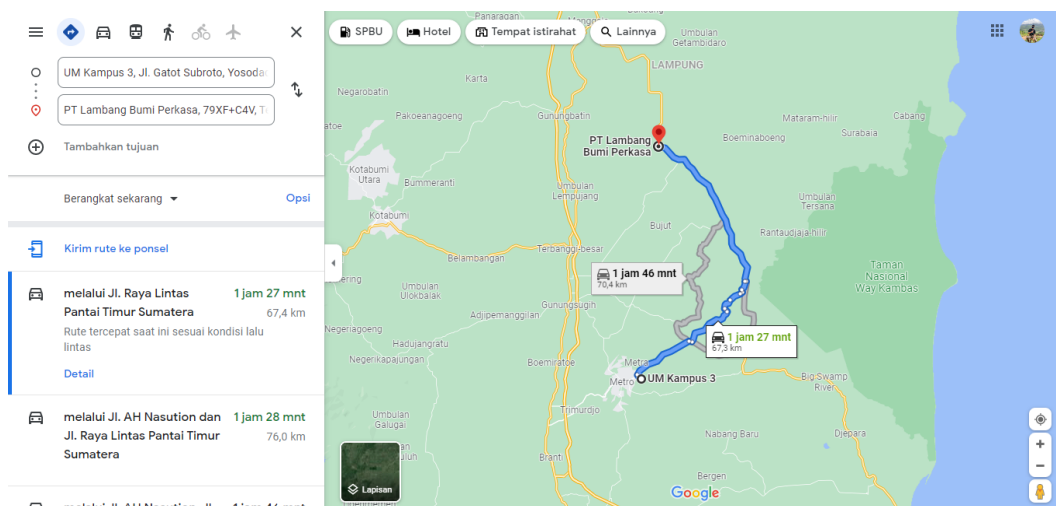 UM Kampus 3, Jl. Gatot Subroto, Yosoda
PT Lambang Bumi Perkasa, 79XF+C4V, T
Tambahkan tujuan
Berangkat sekarang
Opsi
Kirim rute ke ponsel
melalui Jl. Raya Lintas
1 jam 27 mnt
Pantai Timur Sumatera
67,4 km
Rute tercepat saat ini sesuai kondisi lalu
lintas
Detail
melalui Jl. AH Nasution dan
1 jam 28 mnt
Jl. Raya Lintas Pantai Timur
76,0 km
Sumatera
SPBU
Hotel
Tempat istirahat
Lainnya
Panaragan
Umbulan
Getambidaro
LAMPUNG
Karta
Negarobatin
Pakoeanagoeng
Gunungbatin
Mataram-hilir
Cabang
Surabaia
PT Lambang
Bumi Perkasa
Boeminaboeng
Kotabumi
Utara
Bummeranti
Umbulan
Lempujang
Umbulan
Tersana
Kotabumi
Bujut
Rantaudjaja-hilir
Terbanggi-besar
Belambangan
Taman
Nasional
Way Kambas
1 jam 46 mnt
70,4 km
Umbulan
Ulokbalak
Gunungsugih
Adjipemanggilan
Negeriagoeng
Hadujangratu
1 jam 27 mnt
67,3 km
Negerikapajungan
Boemiratoe
Metro
Metro
UM Kampus 3
Big Swamp
River
Trimurdjo
Umbulan
Galugai
Nabang Baru
Djepara
Branti
Bergen
Lapisan
Google